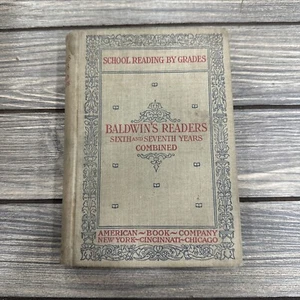 SCHOOL READING BY GRADES
BALDWIN'S READERS
SIXTH AND SEVENTH YEARS
COMBINED
AMERICAN~BOOK~COMPANY
NEW YORK~CINCINNATI~CHICAGO